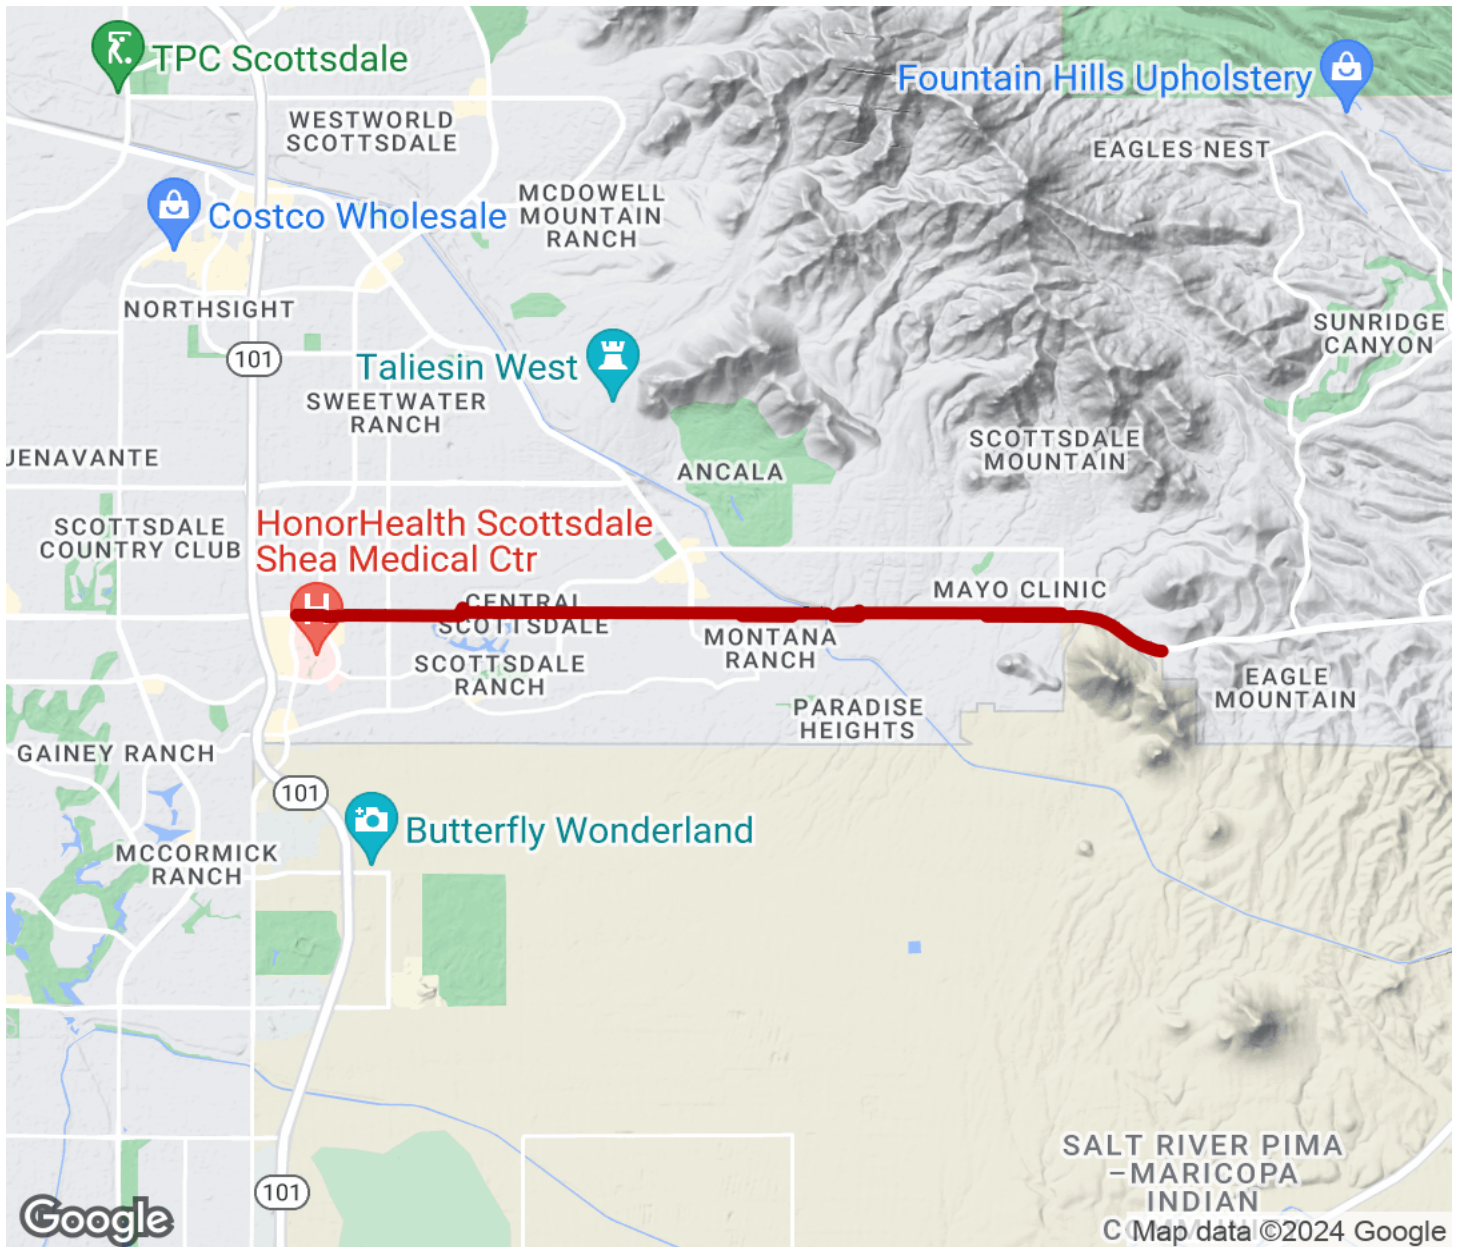 TPC Scottsdale
Fountain Hills Upholstery
WESTWORLD
SCOTTSDALE
EAGLES NEST
MCDOWELL
MOUNTAIN
RANCH
Costco Wholesale
NORTHSIGHT
SUNRIDGE
CANYON
101
Taliesin West
SWEETWATER
RANCH
SCOTTSDALE
MOUNTAIN
JENAVANTE
ANCALA
SCOTTSDALE
COUNTRY CLUB
HonorHealth Scottsdale
Shea Medical Ctr
H
MAYO CLINIC
CENTRAL
SCOTTSDALE
MONTANA
RANCH
SCOTTSDALE
RANCH
EAGLE
MOUNTAIN
PARADISE
HEIGHTS
GAINEY RANCH
101
Butterfly Wonderland
MCCORMICK
RANCH
SALT RIVER PIMA
–MARICOPA
INDIAN
101
Google
Map data ©2024 Google